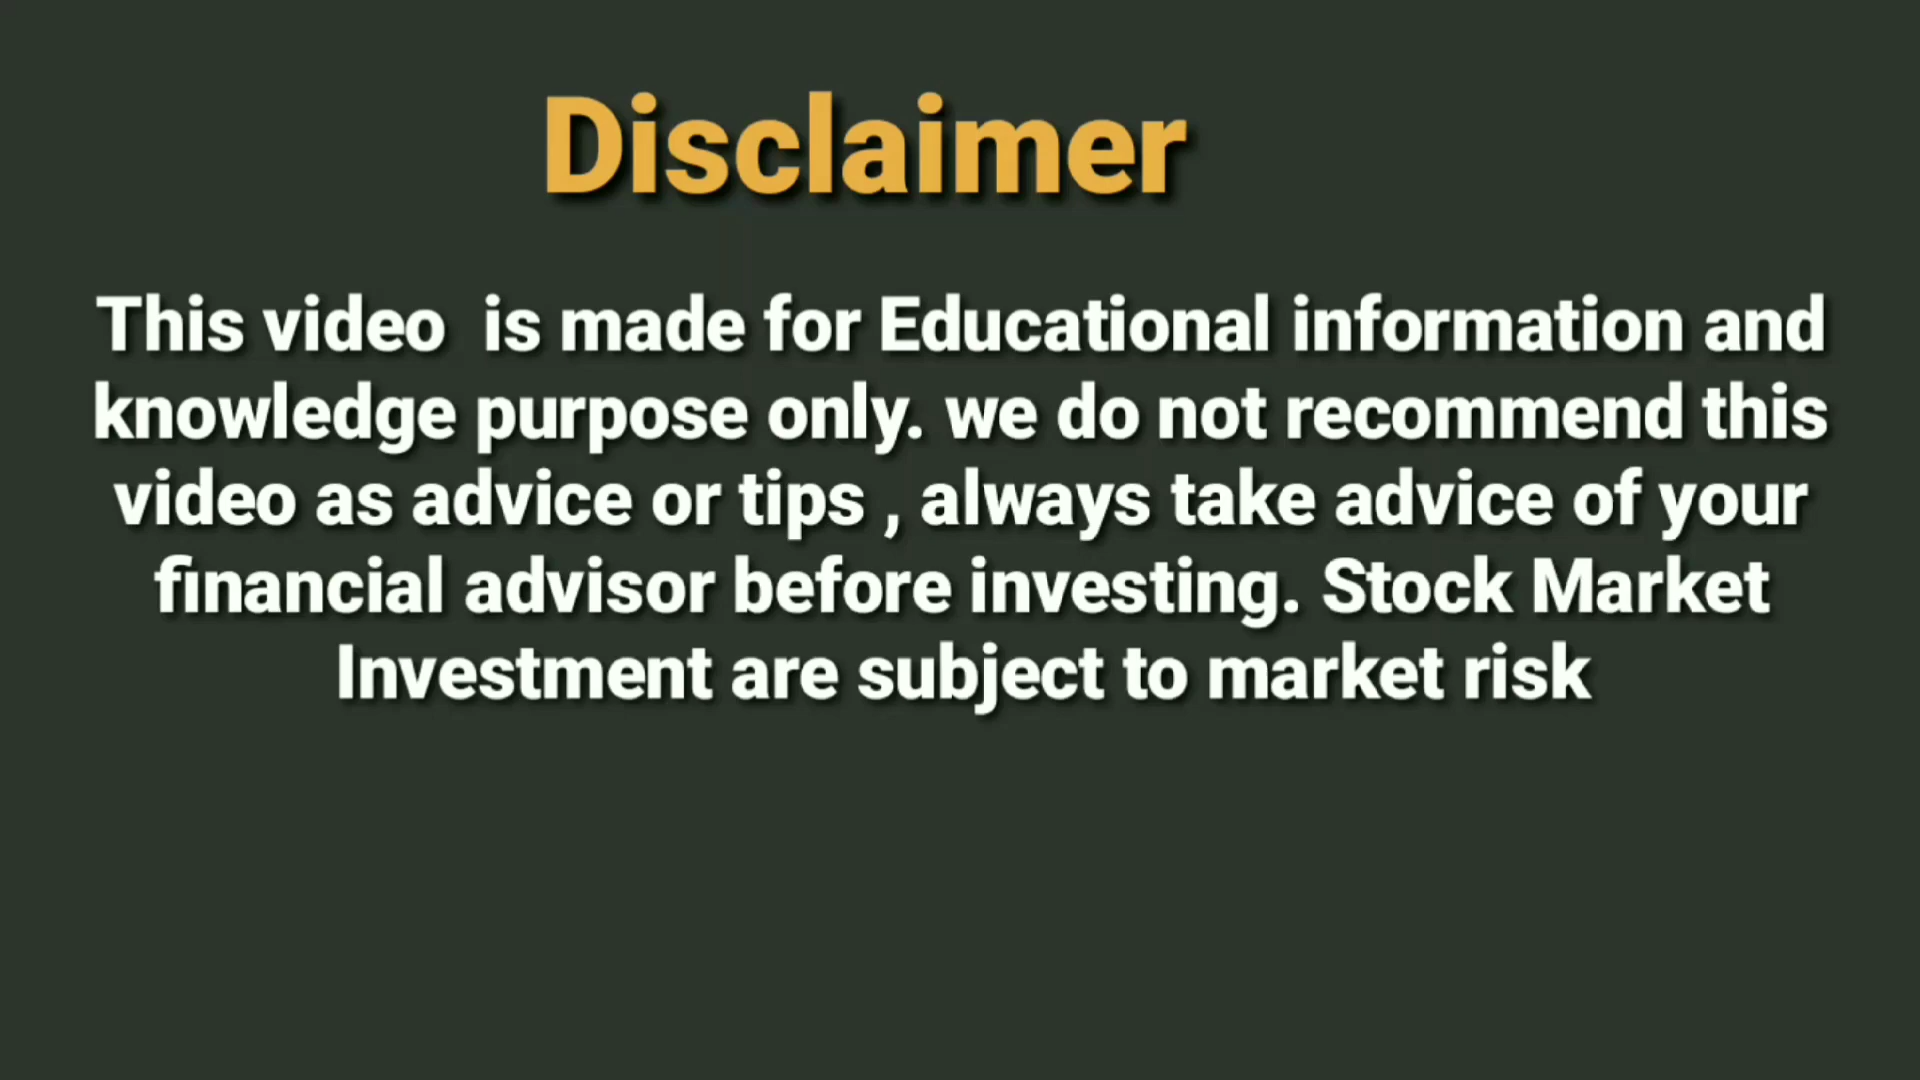 Disclaimer
This video  is made for Educational information and
knowledge purpose only. we do not recommend this
video as advice or tips , always take advice of your
financial advisor before investing. Stock Market
Investment are subject to market risk